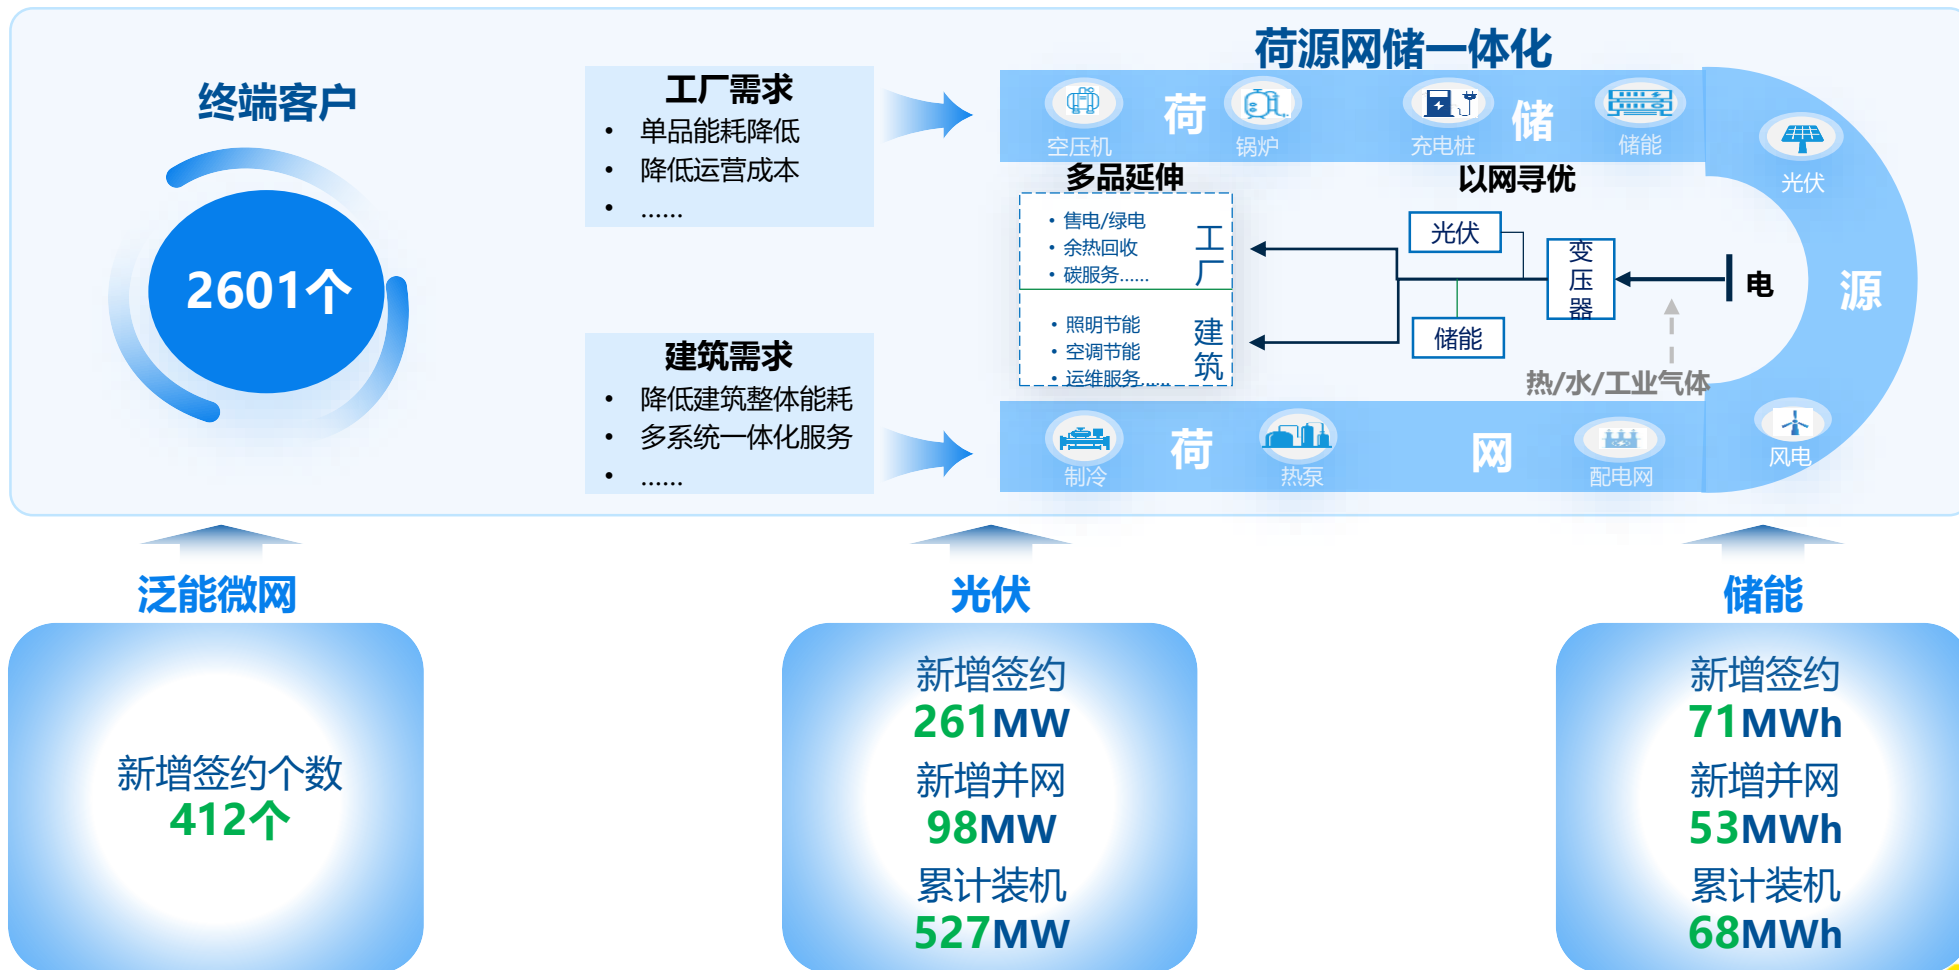 终端客户
2601个
工厂需求
• 单品能耗降低
• 降低运营成本
• ......
建筑需求
• 降低建筑整体能耗
• 多系统一体化服务
• ......
荷源网储一体化
荷
储
空压机
锅炉
充电桩
储能
光伏
源
多品延伸
• 售电/绿电
• 余热回收
• 碳服务......
工厂
• 照明节能
• 空调节能
• 运维服务......
建筑
以网寻优
光伏
储能
变压器
电
热/水/工业气体
荷
网
制冷
热泵
配电网
风电
泛能微网
新增签约个数
412个
光伏
新增签约
261MW
新增并网
98MW
累计装机
527MW
储能
新增签约
71MWh
新增并网
53MWh
累计装机
68MWh